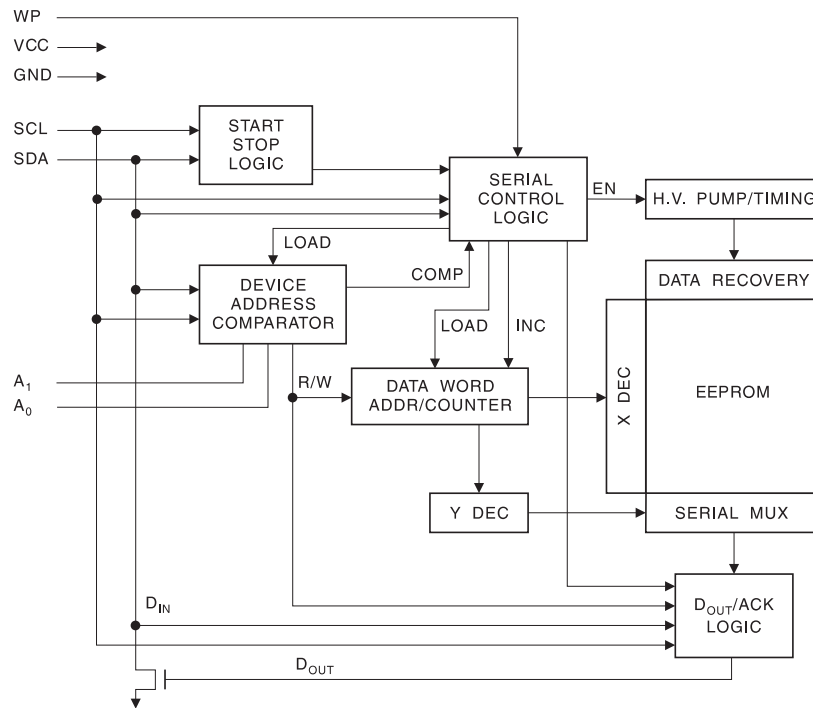 WP
VCC
GND
SCL
SDA
START
STOP
LOGIC
SERIAL
CONTROL
LOGIC
EN
H.V. PUMP/TIMING
LOAD
COMP
DEVICE
ADDRESS
COMPARATOR
LOAD
INC
DATA RECOVERY
A1
A0
R/W
DATA WORD
ADDR/COUNTER
X DEC
EEPROM
Y DEC
SERIAL MUX
DIN
DOUT/ACK
LOGIC
DOUT